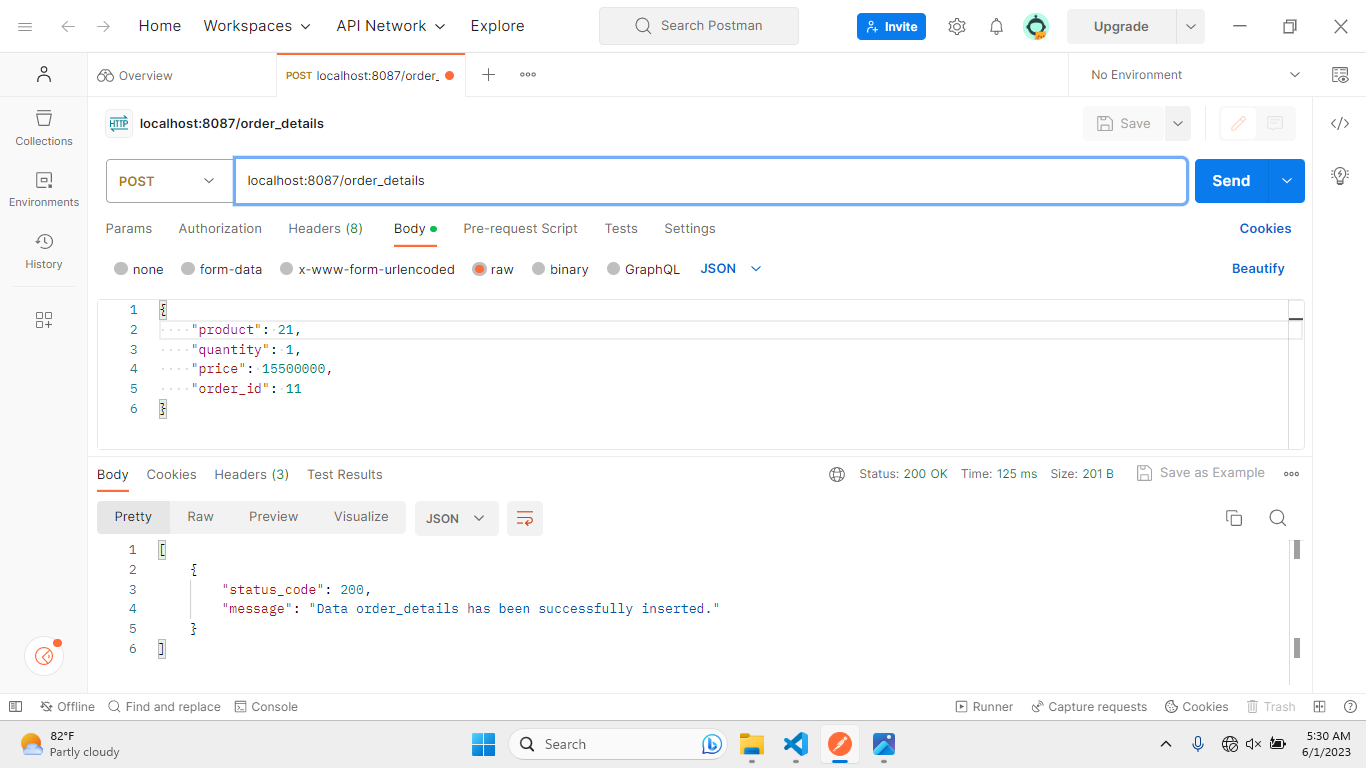 Home Workspaces API Network Explore Search Postman Invite Upgrade
Overview POST localhost:8087/order_ No Environment
HTTP localhost:8087/order_details Save
Collections
Environments
History
POST localhost:8087/order_details Send
Params Authorization Headers (8) Body Pre-request Script Tests Settings Cookies
none form-data x-www-form-urlencoded raw binary GraphQL JSON Beautify
1 {
2 "product": 21,
3 "quantity": 1,
4 "price": 15500000,
5 "order_id": 11
6 }
Body Cookies Headers (3) Test Results Status: 200 OK Time: 125 ms Size: 201 B Save as Example
Pretty Raw Preview Visualize JSON
1 [
2 {
3 "status_code": 200,
4 "message": "Data order_details has been successfully inserted."
5 }
6 ]
Offline Find and replace Console Runner Capture requests Cookies Trash
82°F
Partly cloudy
Search
5:30 AM
6/1/2023